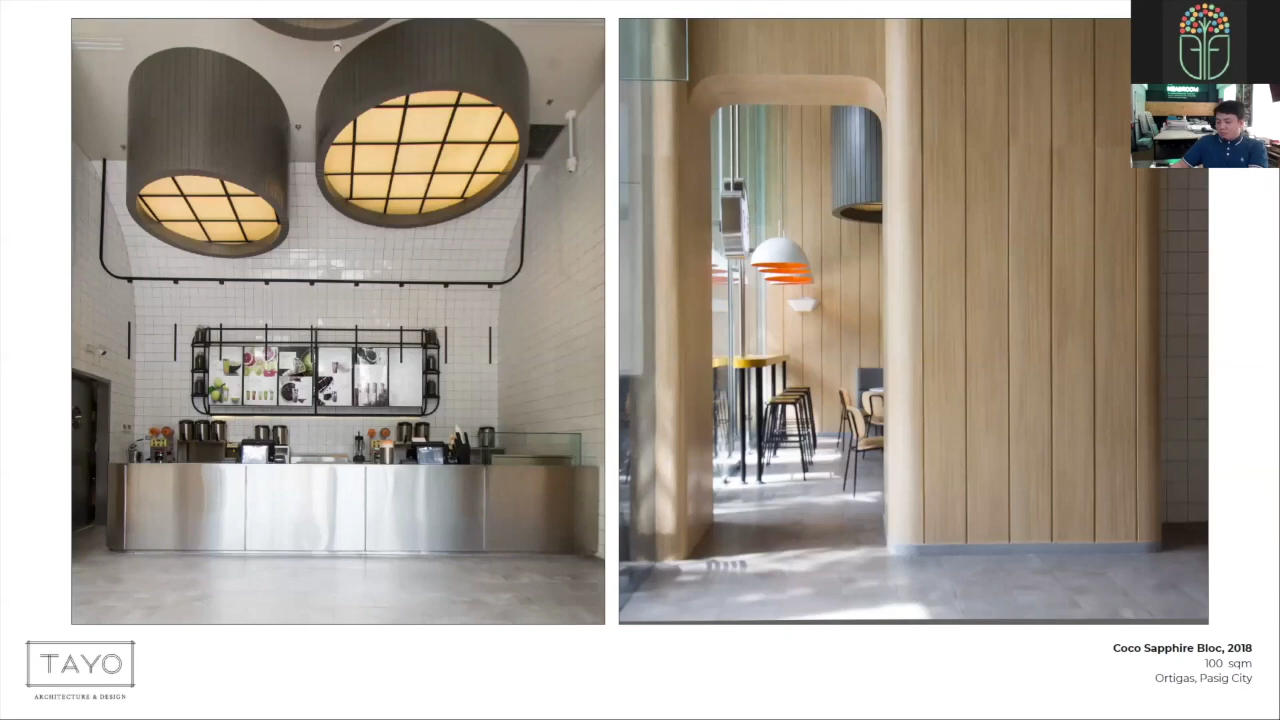 TAYO
ARCHITECTURE & DESIGN
Coco Sapphire Bloc, 2018
100 sqm
Ortigas, Pasig City